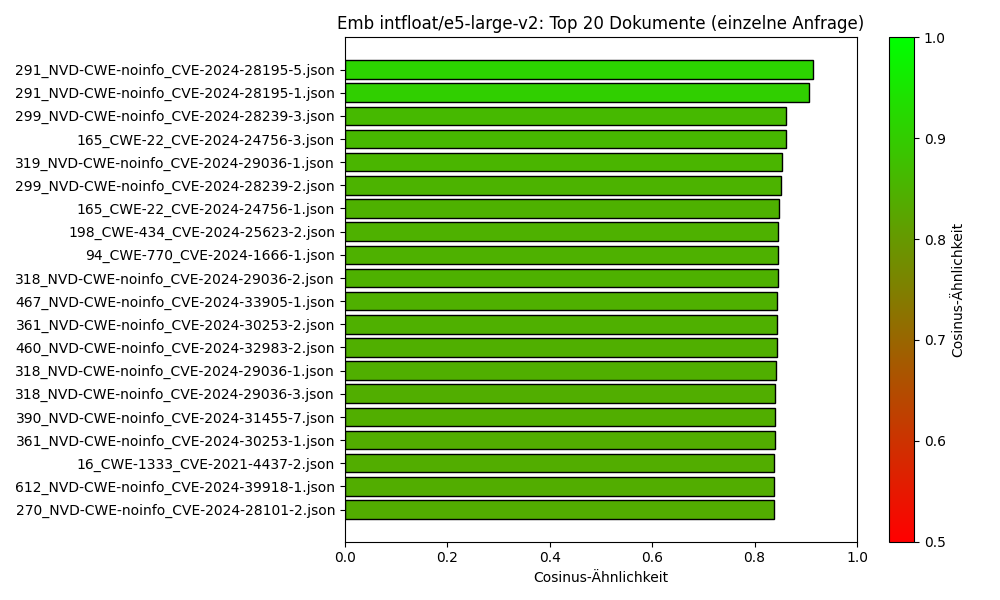 Emb intfloat/e5-large-v2: Top 20 Dokumente (einzelne Anfrage)
291_NVD-CWE-noinfo_CVE-2024-28195-5.json
291_NVD-CWE-noinfo_CVE-2024-28195-1.json
299_NVD-CWE-noinfo_CVE-2024-28239-3.json
165_CWE-22_CVE-2024-24756-3.json
319_NVD-CWE-noinfo_CVE-2024-29036-1.json
299_NVD-CWE-noinfo_CVE-2024-28239-2.json
165_CWE-22_CVE-2024-24756-1.json
198_CWE-434_CVE-2024-25623-2.json
94_CWE-770_CVE-2024-1666-1.json
318_NVD-CWE-noinfo_CVE-2024-29036-2.json
467_NVD-CWE-noinfo_CVE-2024-33905-1.json
361_NVD-CWE-noinfo_CVE-2024-30253-2.json
460_NVD-CWE-noinfo_CVE-2024-32983-2.json
318_NVD-CWE-noinfo_CVE-2024-29036-1.json
318_NVD-CWE-noinfo_CVE-2024-29036-3.json
390_NVD-CWE-noinfo_CVE-2024-31455-7.json
361_NVD-CWE-noinfo_CVE-2024-30253-1.json
16_CWE-1333_CVE-2021-4437-2.json
612_NVD-CWE-noinfo_CVE-2024-39918-1.json
270_NVD-CWE-noinfo_CVE-2024-28101-2.json
0.0 0.2 0.4 0.6 0.8 1.0
Cosinus-Ähnlichkeit
1.0
0.9
0.8
0.7
0.6
0.5
Cosinus-Ähnlichkeit